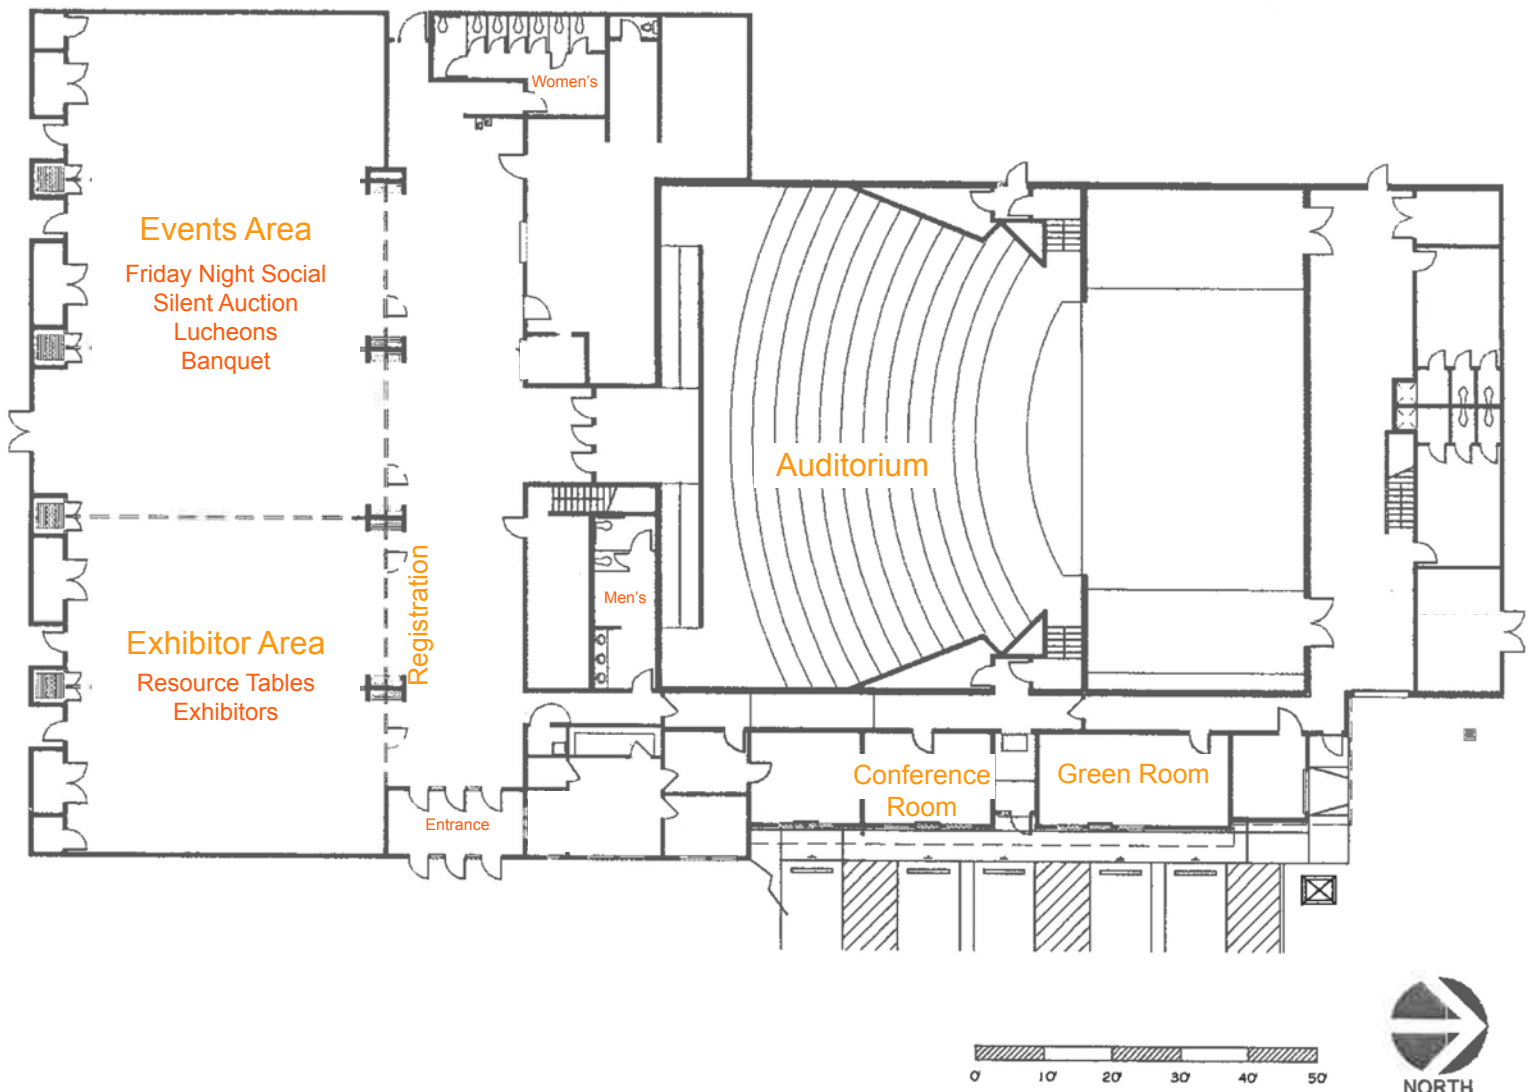 Women's
Events Area
Friday Night Social
Silent Auction
Lucheons
Banquet
Auditorium
Registration
Men's
Exhibitor Area
Resource Tables
Exhibitors
Conference
Room
Green Room
Entrance
0' 10' 20' 30' 40' 50'
NORTH